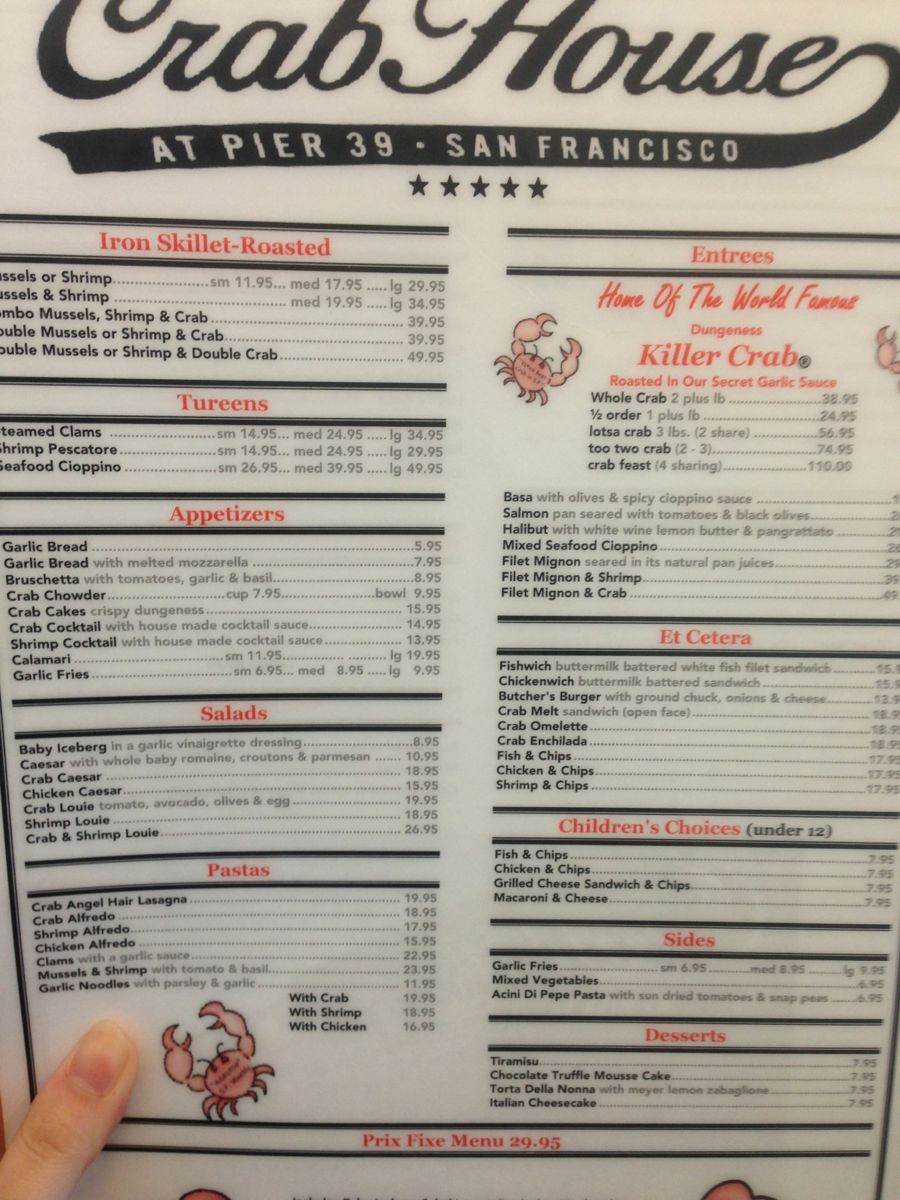 Crab House
AT PIER 39 · SAN FRANCISCO
★★★★★
Iron Skillet-Roasted
ssels or Shrimp sm 11.95... med 17.95 ..... lg 29.95
ussels & Shrimp med 19.95 ..... lg 34.95
ombo Mussels, Shrimp & Crab 39.95
ouble Mussels or Shrimp & Crab 39.95
ouble Mussels or Shrimp & Double Crab 49.95
Tureens
teamed Clams sm 14.95... med 24.95 ..... lg 34.95
Shrimp Pescatore sm 14.95... med 24.95 ..... lg 29.95
Seafood Cioppino sm 26.95... med 39.95 ..... lg 49.95
Appetizers
Garlic Bread 5.95
Garlic Bread with melted mozzarella 7.95
Bruschetta with tomatoes, garlic & basil 8.95
Crab Chowder cup 7.95 bowl 9.95
Crab Cakes crispy dungeness 15.95
Crab Cocktail with house made cocktail sauce 14.95
Shrimp Cocktail with house made cocktail sauce 13.95
Calamari sm 11.95 lg 19.95
Garlic Fries sm 6.95... med 8.95 ..... lg 9.95
Salads
Baby Iceberg in a garlic vinaigrette dressing 8.95
Caesar with whole baby romaine, croutons & parmesan 10.95
Crab Caesar 18.95
Chicken Caesar 15.95
Crab Louie tomato, avocado, olives & egg 19.95
Shrimp Louie 18.95
Crab & Shrimp Louie 26.95
Pastas
Crab Angel Hair Lasagna 19.95
Crab Alfredo 18.95
Shrimp Alfredo 17.95
Chicken Alfredo 15.95
Clams with a garlic sauce 22.95
Mussels & Shrimp with tomato & basil 23.95
Garlic Noodles with parsley & garlic 11.95
With Crab 19.95
With Shrimp 18.95
With Chicken 16.95
Entrees
Home Of The World Famous
Dungeness
Killer Crab®
Roasted In Our Secret Garlic Sauce
Whole Crab 2 plus lb 38.95
½ order 1 plus lb 24.95
lotsa crab 3 lbs. (2 share) 56.95
too two crab (2 - 3) 74.95
crab feast (4 sharing) 110.00
Basa with olives & spicy cioppino sauce
Salmon pan seared with tomatoes & black olives
Halibut with white wine lemon butter & pangrattato
Mixed Seafood Cioppino
Filet Mignon seared in its natural pan juices
Filet Mignon & Shrimp
Filet Mignon & Crab
Et Cetera
Fishwich buttermilk battered white fish filet sandwich 15.9
Chickenwich buttermilk battered sandwich 15.9
Butcher's Burger with ground chuck, onions & cheese 13.9
Crab Melt sandwich (open face) 18.9
Crab Omelette 18.9
Crab Enchilada 18.95
Fish & Chips 17.95
Chicken & Chips 17.95
Shrimp & Chips 17.95
Children's Choices (under 12)
Fish & Chips 7.95
Chicken & Chips 7.95
Grilled Cheese Sandwich & Chips 7.95
Macaroni & Cheese 7.95
Sides
Garlic Fries sm 6.95 med 8.95 lg 9.95
Mixed Vegetables 6.95
Acini Di Pepe Pasta with sun dried tomatoes & snap peas 6.95
Desserts
Tiramisu 7.95
Chocolate Truffle Mousse Cake 7.95
Torta Della Nonna with meyer lemon zabaglione 7.95
Italian Cheesecake 7.95
Prix Fixe Menu 29.95